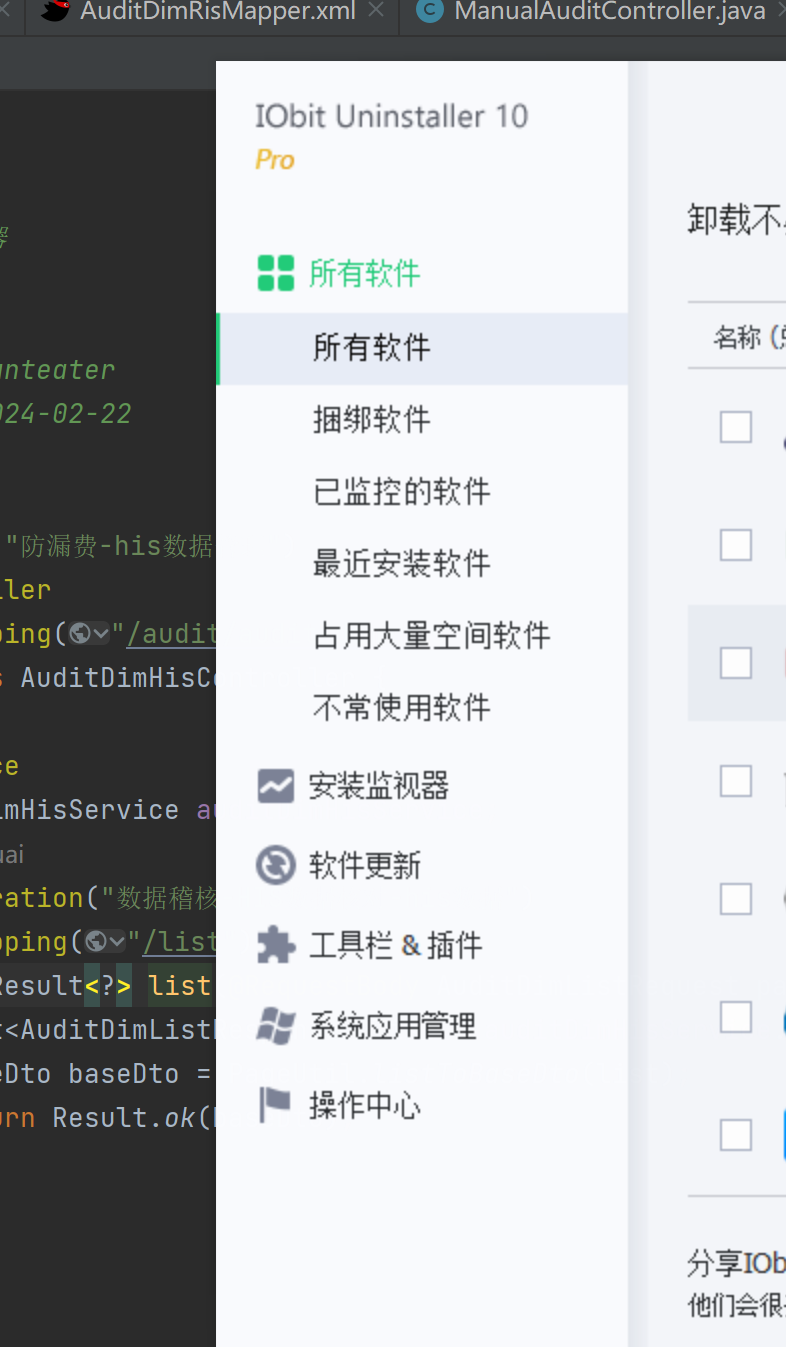 AuditDimRisMapper.xml
ManualAuditController.java
IObit Uninstaller 10
Pro
所有软件
所有软件
捆绑软件
已监控的软件
最近安装软件
占用大量空间软件
不常使用软件
安装监视器
软件更新
工具栏 & 插件
系统应用管理
操作中心
卸载不
名称 (
分享IOb
他们会很
器
anteater
024-02-22
"防漏费-his数据
ller
ping("/audit
s AuditDimHisCo
ce
imHisService au
uai
ration("数据稽核
pping("/list
Result<?> list
t<AuditDimListD
eDto baseDto =
urn Result.ok(